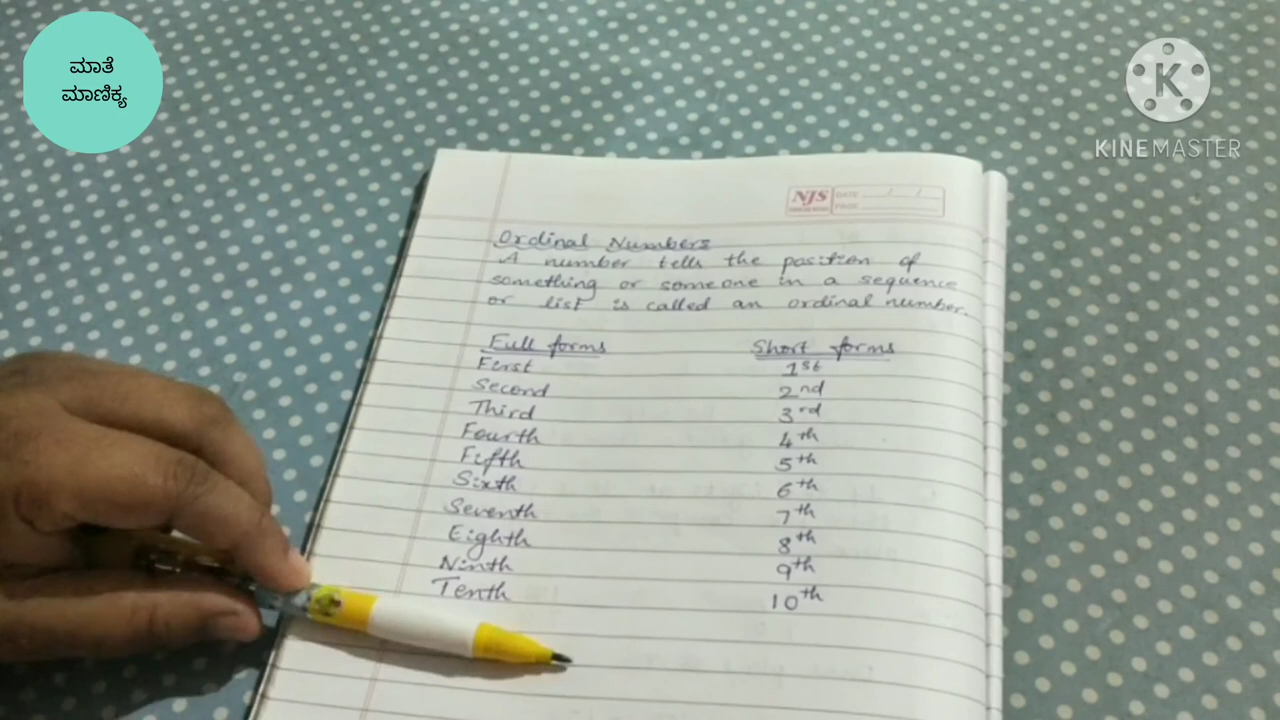 ಮಾತೆ
ಮಾಣಿಕ್ಯ
K
KINEMASTER
NJS
DATE
PAGE
Ordinal Numbers
A number tells the position of
something or someone in a sequence
or list is called an ordinal number.
Full forms Short forms
First 1st
Second 2nd
Third 3rd
Fourth 4th
Fifth 5th
Sixth 6th
Seventh 7th
Eighth 8th
Ninth 9th
Tenth 10th